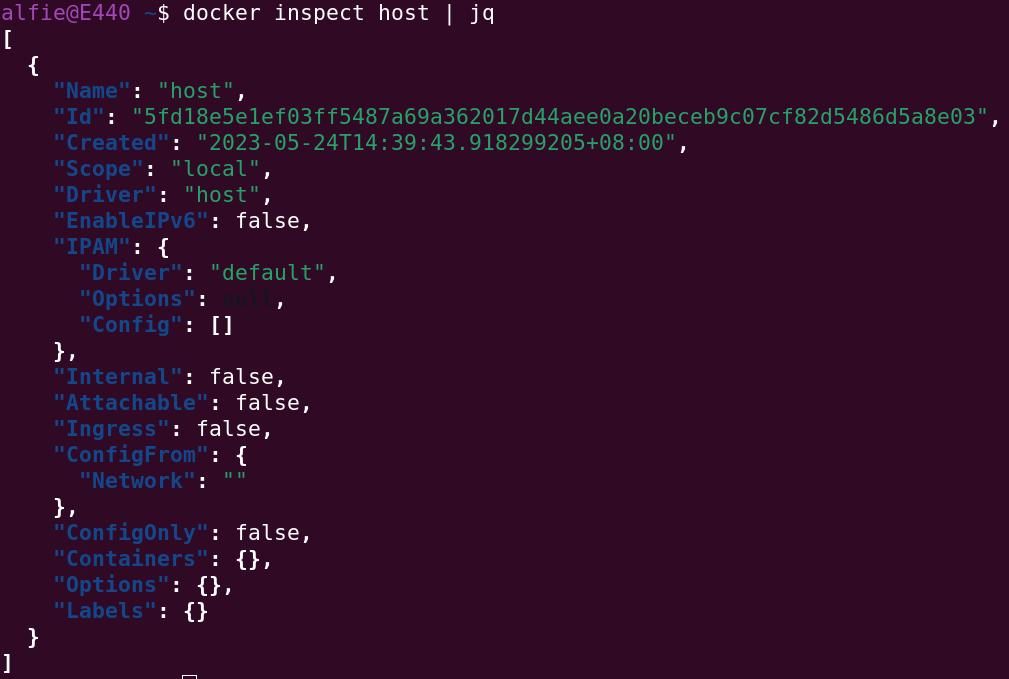 alfie@E440 ~$ docker inspect host | jq
[
  {
    "Name": "host",
    "Id": "5fd18e5e1ef03ff5487a69a362017d44aee0a20beceb9c07cf82d5486d5a8e03",
    "Created": "2023-05-24T14:39:43.918299205+08:00",
    "Scope": "local",
    "Driver": "host",
    "EnableIPv6": false,
    "IPAM": {
      "Driver": "default",
      "Options": null,
      "Config": []
    },
    "Internal": false,
    "Attachable": false,
    "Ingress": false,
    "ConfigFrom": {
      "Network": ""
    },
    "ConfigOnly": false,
    "Containers": {},
    "Options": {},
    "Labels": {}
  }
]